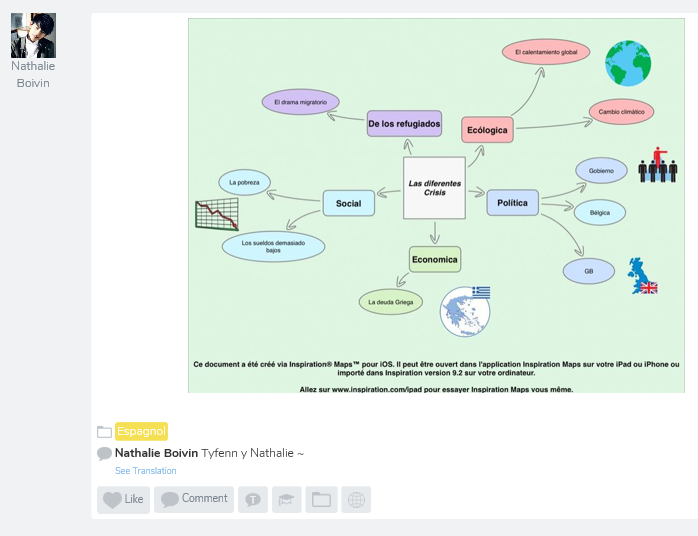 Nathalie
Boivin
El calentamiento global
El drama migratorio
Cambio climático
De los refugiados
Ecólogica
Las diferentes
Crisis
Gobierno
La pobreza
Social
Política
Bélgica
Los sueldos demasiado
bajos
Economica
GB
La deuda Griega
Ce document a été créé via Inspiration® Maps™ pour iOS. Il peut être ouvert dans l'application Inspiration Maps sur votre iPad ou iPhone ou
importé dans Inspiration version 9.2 sur votre ordinateur.
Allez sur www.inspiration.com/ipad pour essayer Inspiration Maps vous même.
Espagnol
Nathalie Boivin Tyfenn y Nathalie ~
See Translation
Like Comment T